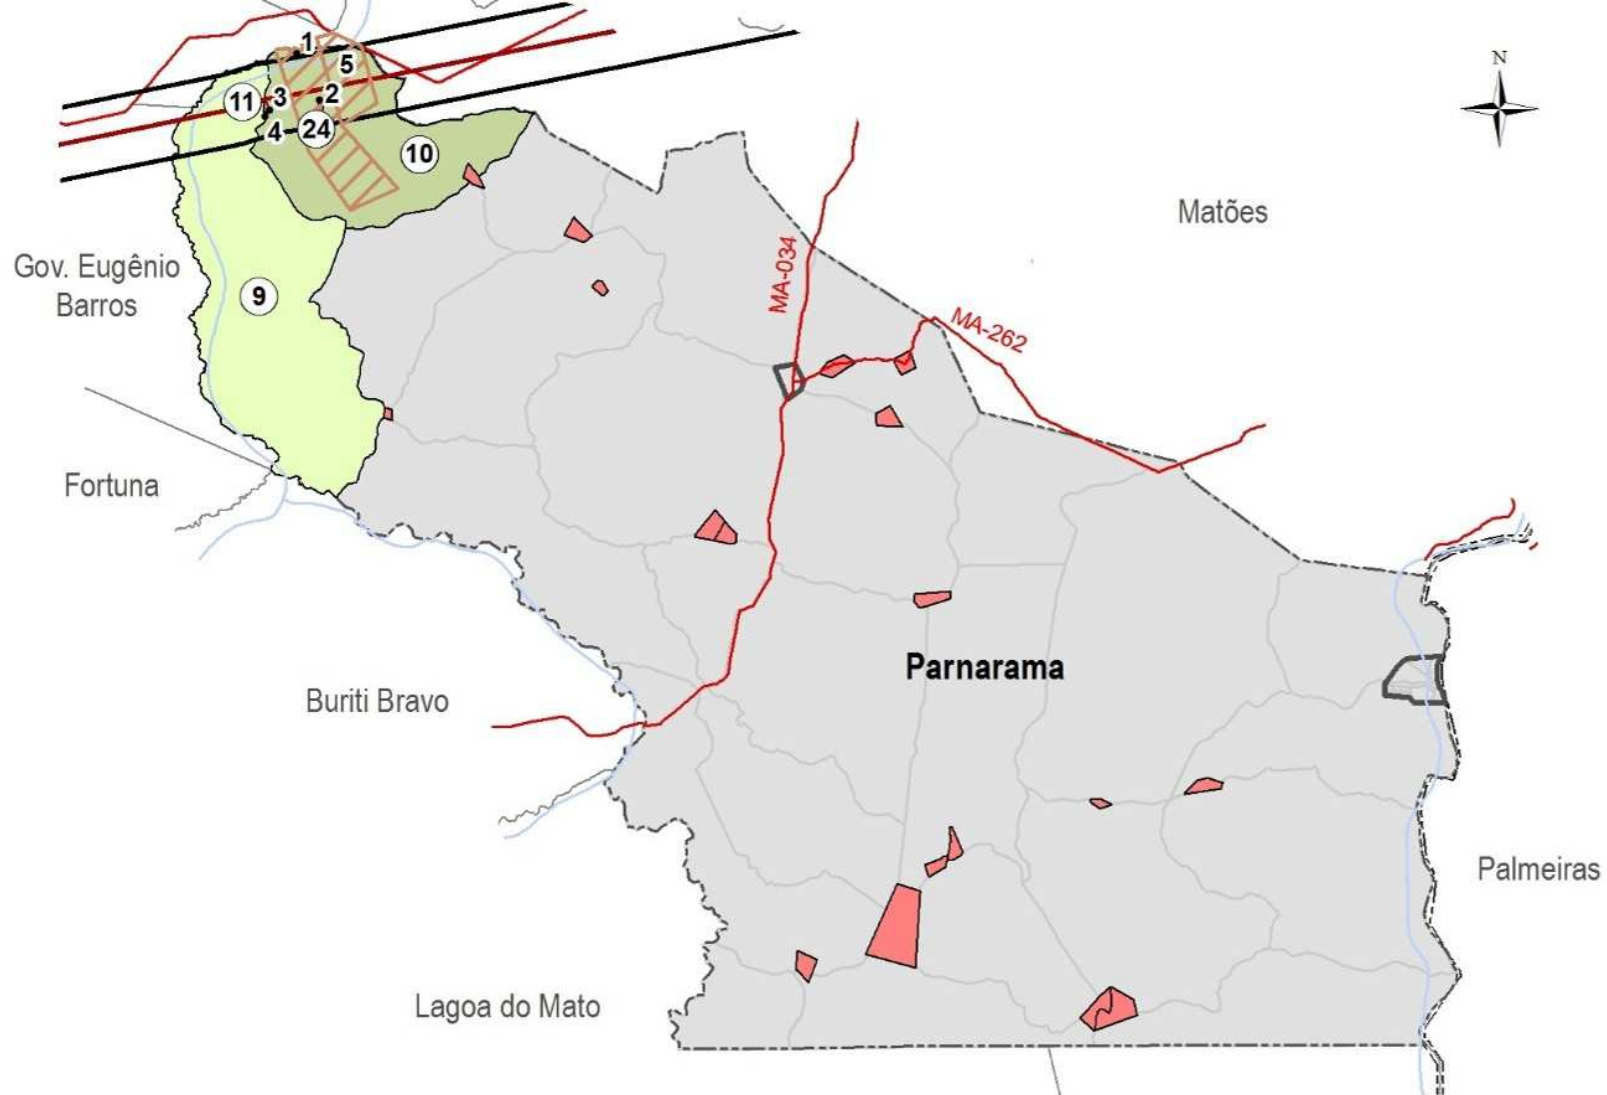 N
1
5
11
3
2
4
24
10
Matões
Gov. Eugênio
Barros
9
MA-034
MA-262
Fortuna
Parnarama
Buriti Bravo
Palmeiras
Lagoa do Mato